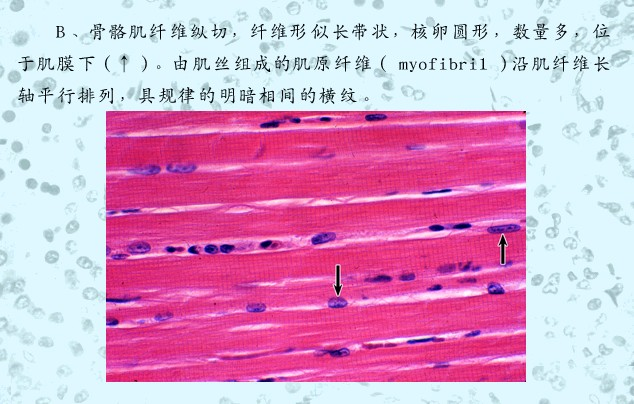 B、骨骼肌纤维纵切，纤维形似长带状，核卵圆形，数量多，位
于肌膜下（↑）。由肌丝组成的肌原纤维（ myofibril ）沿肌纤维长
轴平行排列，具规律的明暗相间的横纹。